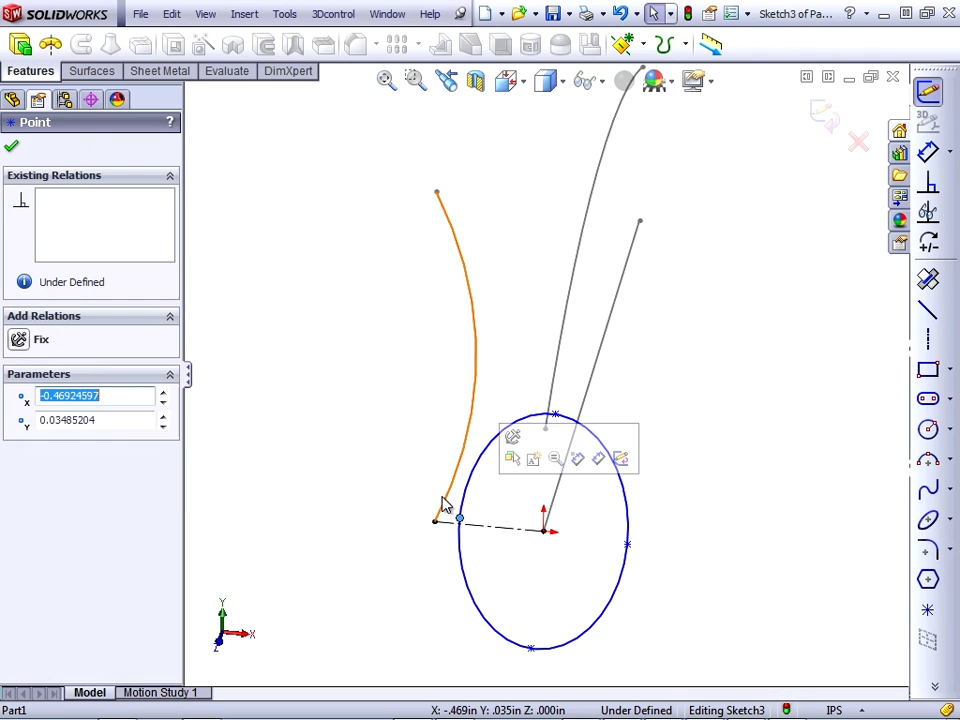 SW SOLIDWORKS File Edit View Insert Tools 3Dcontrol Window Help Sketch3 of Pa... ?
Features Surfaces Sheet Metal Evaluate DimXpert
Point ?
3D
Existing Relations
+/-
i Under Defined
Add Relations
Fix
Parameters
X -0.46924597
Y 0.03485204
A
Y
X
Z
Model Motion Study 1
Part1 X: -.469in Y: .035in Z: .000in Under Defined Editing Sketch3 IPS